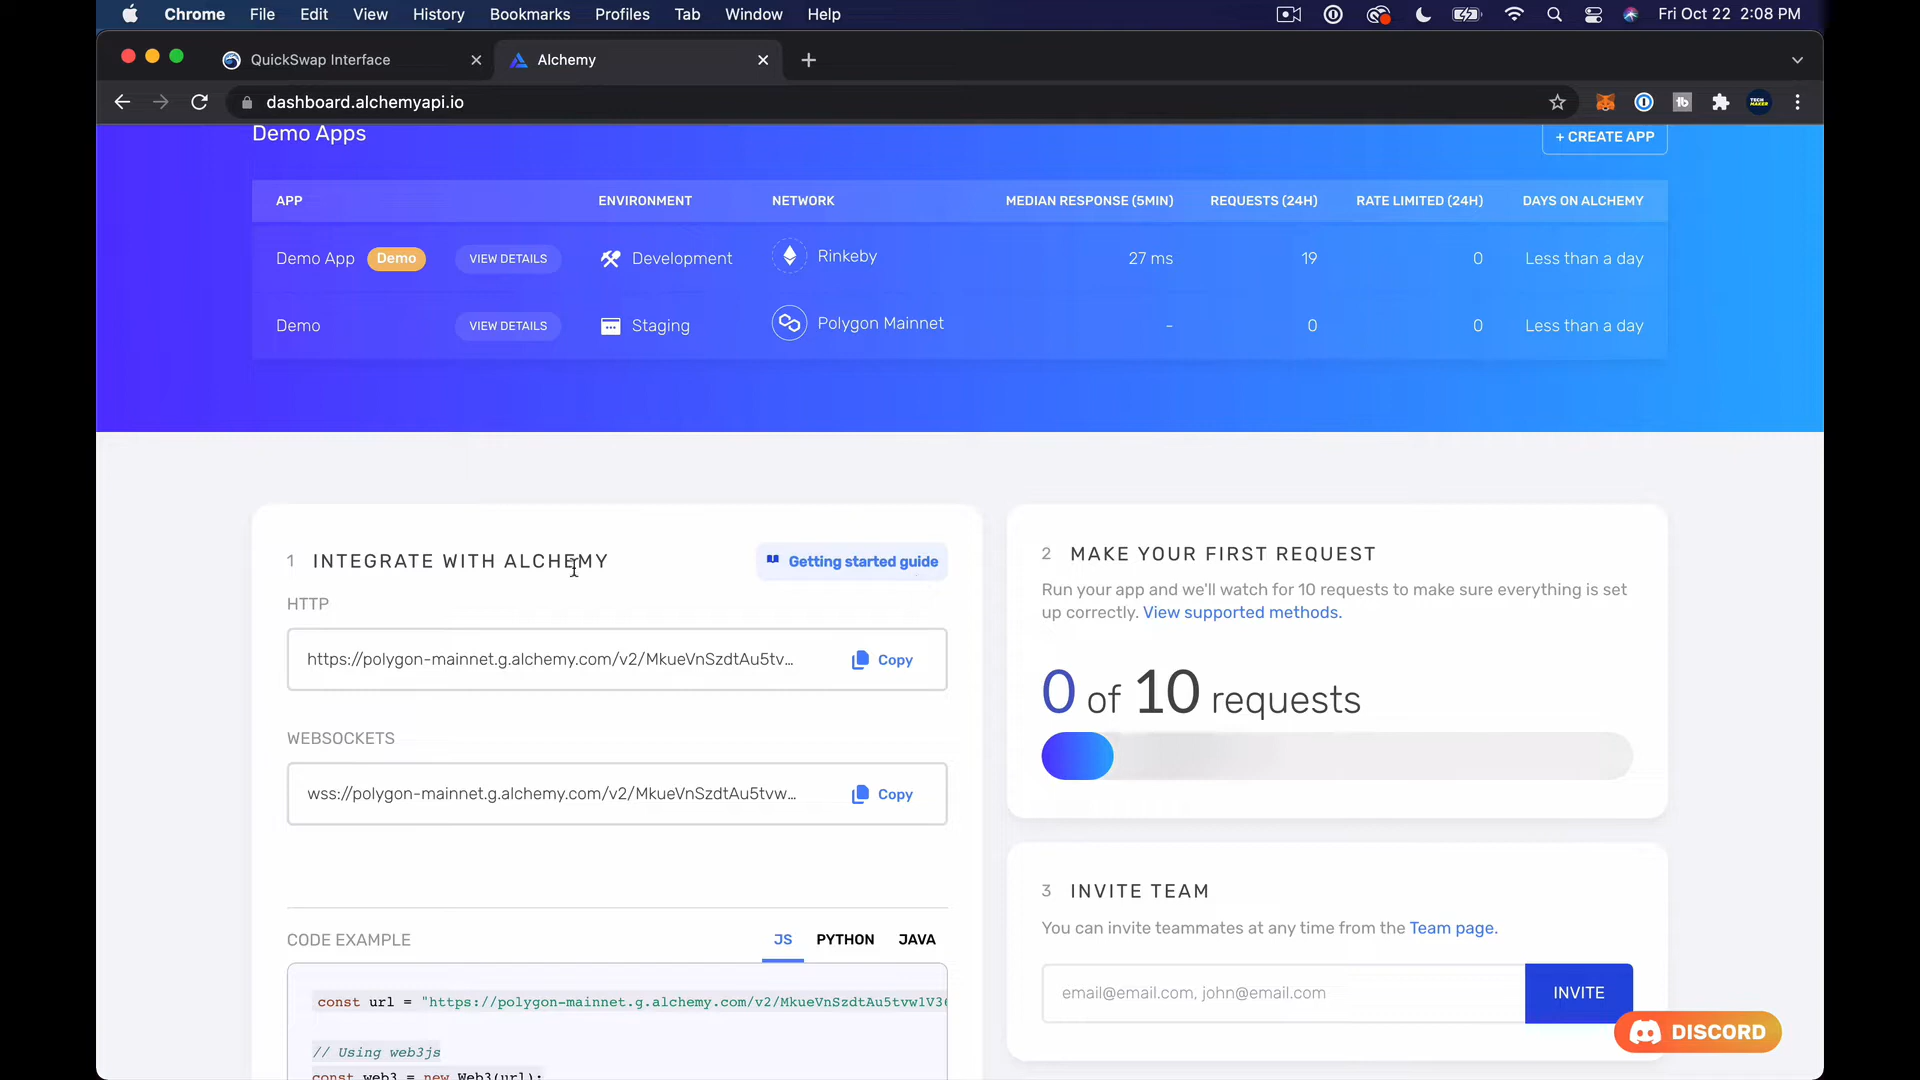 Chrome File Edit View History Bookmarks Profiles Tab Window Help Fri Oct 22 2:08 PM
QuickSwap Interface Alchemy
dashboard.alchemyapi.io
Demo Apps
+ CREATE APP
APP ENVIRONMENT NETWORK MEDIAN RESPONSE (5MIN) REQUESTS (24H) RATE LIMITED (24H) DAYS ON ALCHEMY
Demo App Demo VIEW DETAILS Development Rinkeby 27 ms 19 0 Less than a day
Demo VIEW DETAILS Staging Polygon Mainnet - 0 0 Less than a day
1 INTEGRATE WITH ALCHEMY Getting started guide
HTTP
https://polygon-mainnet.g.alchemy.com/v2/MkueVnSzdtAu5tv... Copy
WEBSOCKETS
wss://polygon-mainnet.g.alchemy.com/v2/MkueVnSzdtAu5tvw... Copy
CODE EXAMPLE JS PYTHON JAVA
const url = "https://polygon-mainnet.g.alchemy.com/v2/MkueVnSzdtAu5tvw1V36
// Using web3js
const web3 = new Web3(url);
2 MAKE YOUR FIRST REQUEST
Run your app and we'll watch for 10 requests to make sure everything is set
up correctly. View supported methods.
0 of 10 requests
3 INVITE TEAM
You can invite teammates at any time from the Team page.
email@email.com, john@email.com INVITE
DISCORD